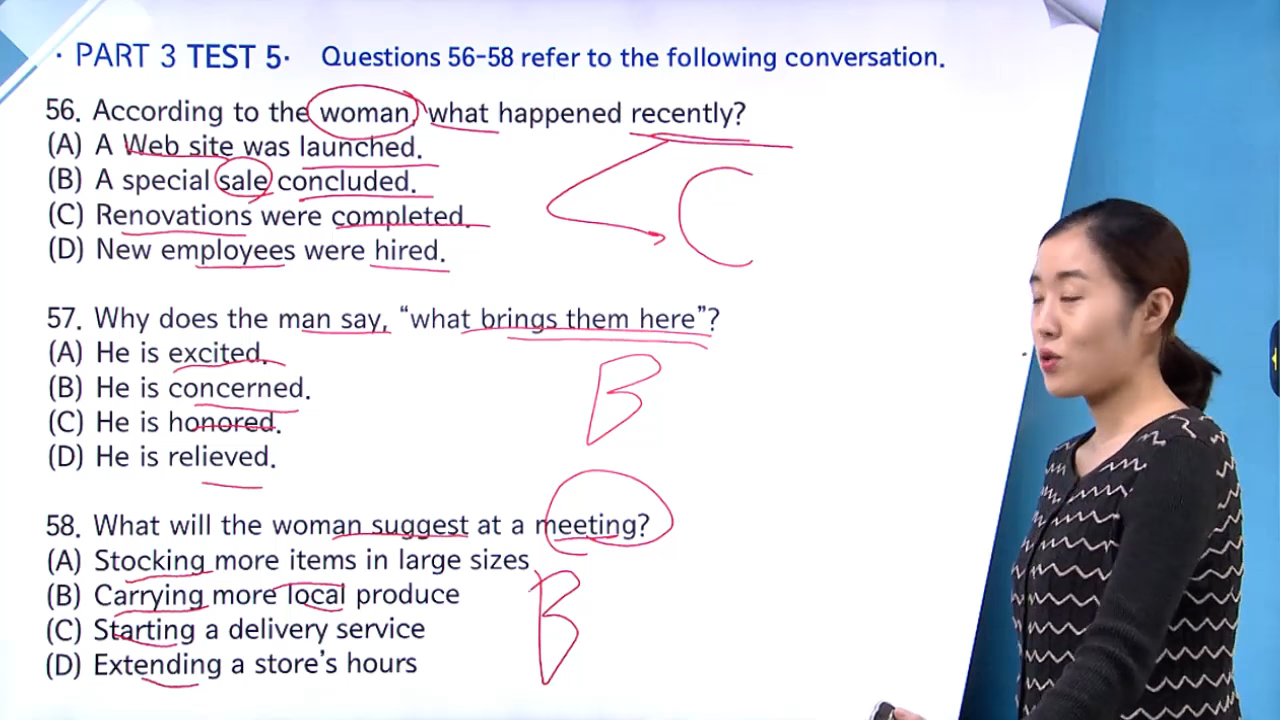 · PART 3 TEST 5· Questions 56-58 refer to the following conversation.
56. According to the woman, what happened recently?
(A) A Web site was launched.
(B) A special sale concluded.
(C) Renovations were completed.
(D) New employees were hired.
C
57. Why does the man say, “what brings them here”?
(A) He is excited.
(B) He is concerned.
(C) He is honored.
(D) He is relieved.
B
58. What will the woman suggest at a meeting?
(A) Stocking more items in large sizes
(B) Carrying more local produce
(C) Starting a delivery service
(D) Extending a store’s hours
B